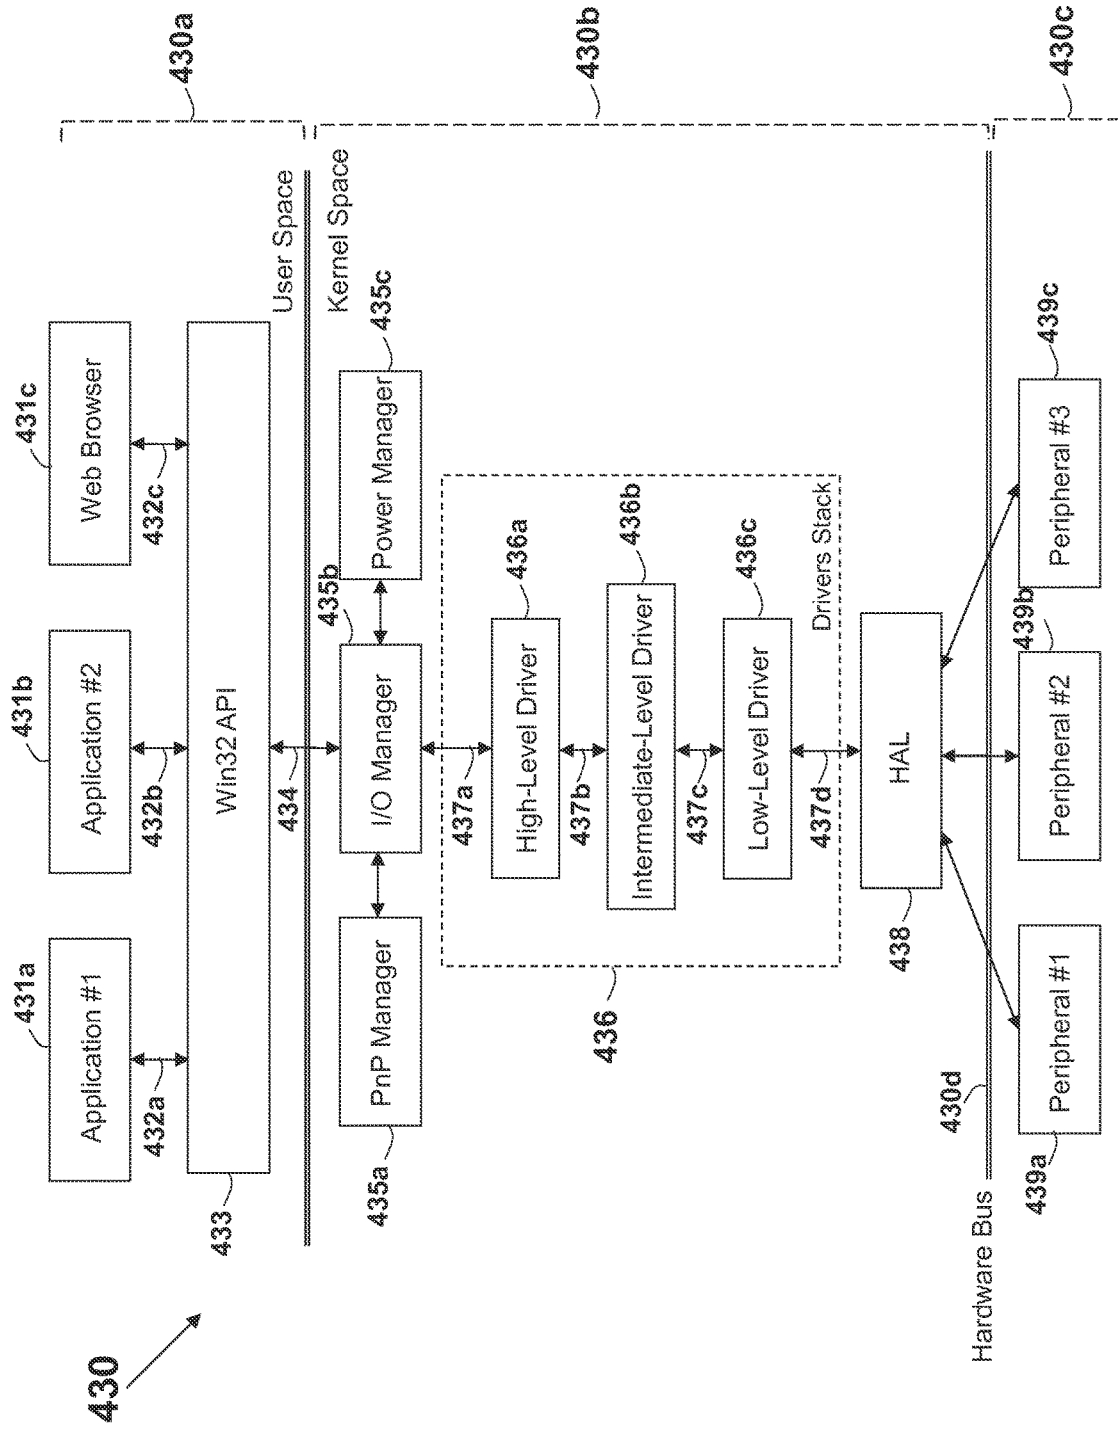 430
431a
Application #1
431b
Application #2
431c
Web Browser
430a
432a
432b
432c
433
Win32 API
User Space
434
Kernel Space
430b
435a
PnP Manager
435b
I/O Manager
435c
Power Manager
437a
436
High-Level Driver
436a
437b
Intermediate-Level Driver
436b
437c
Low-Level Driver
436c
437d
Drivers Stack
438
HAL
430d
Hardware Bus
430c
439a
Peripheral #1
439b
Peripheral #2
439c
Peripheral #3